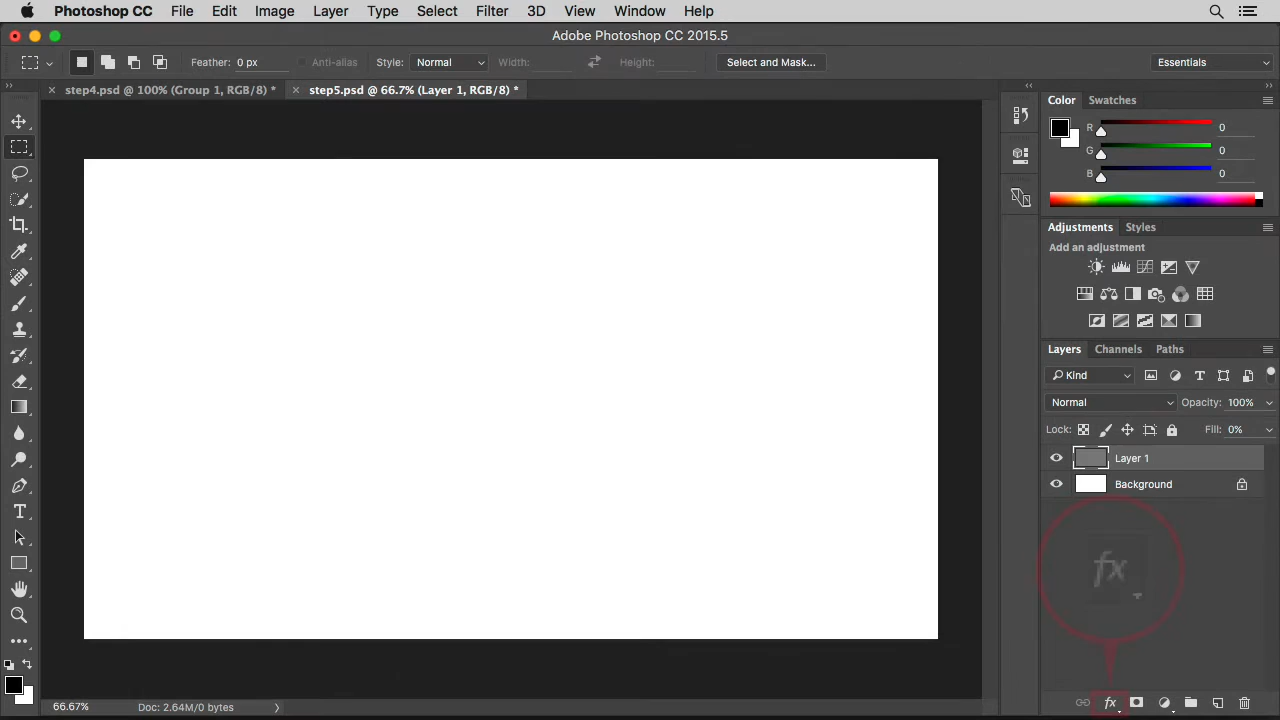 Photoshop CC File Edit Image Layer Type Select Filter 3D View Window Help
Adobe Photoshop CC 2015.5
Feather: 0 px Anti-alias Style: Normal Width: Height: Select and Mask... Essentials
step4.psd @ 100% (Group 1, RGB/8) * step5.psd @ 66.7% (Layer 1, RGB/8) *
Color Swatches
R 0
G 0
B 0
Adjustments Styles
Add an adjustment
Layers Channels Paths
Kind
Normal Opacity: 100%
Lock: Fill: 0%
Layer 1
Background
fx
fx
66.67% Doc: 2.64M/0 bytes